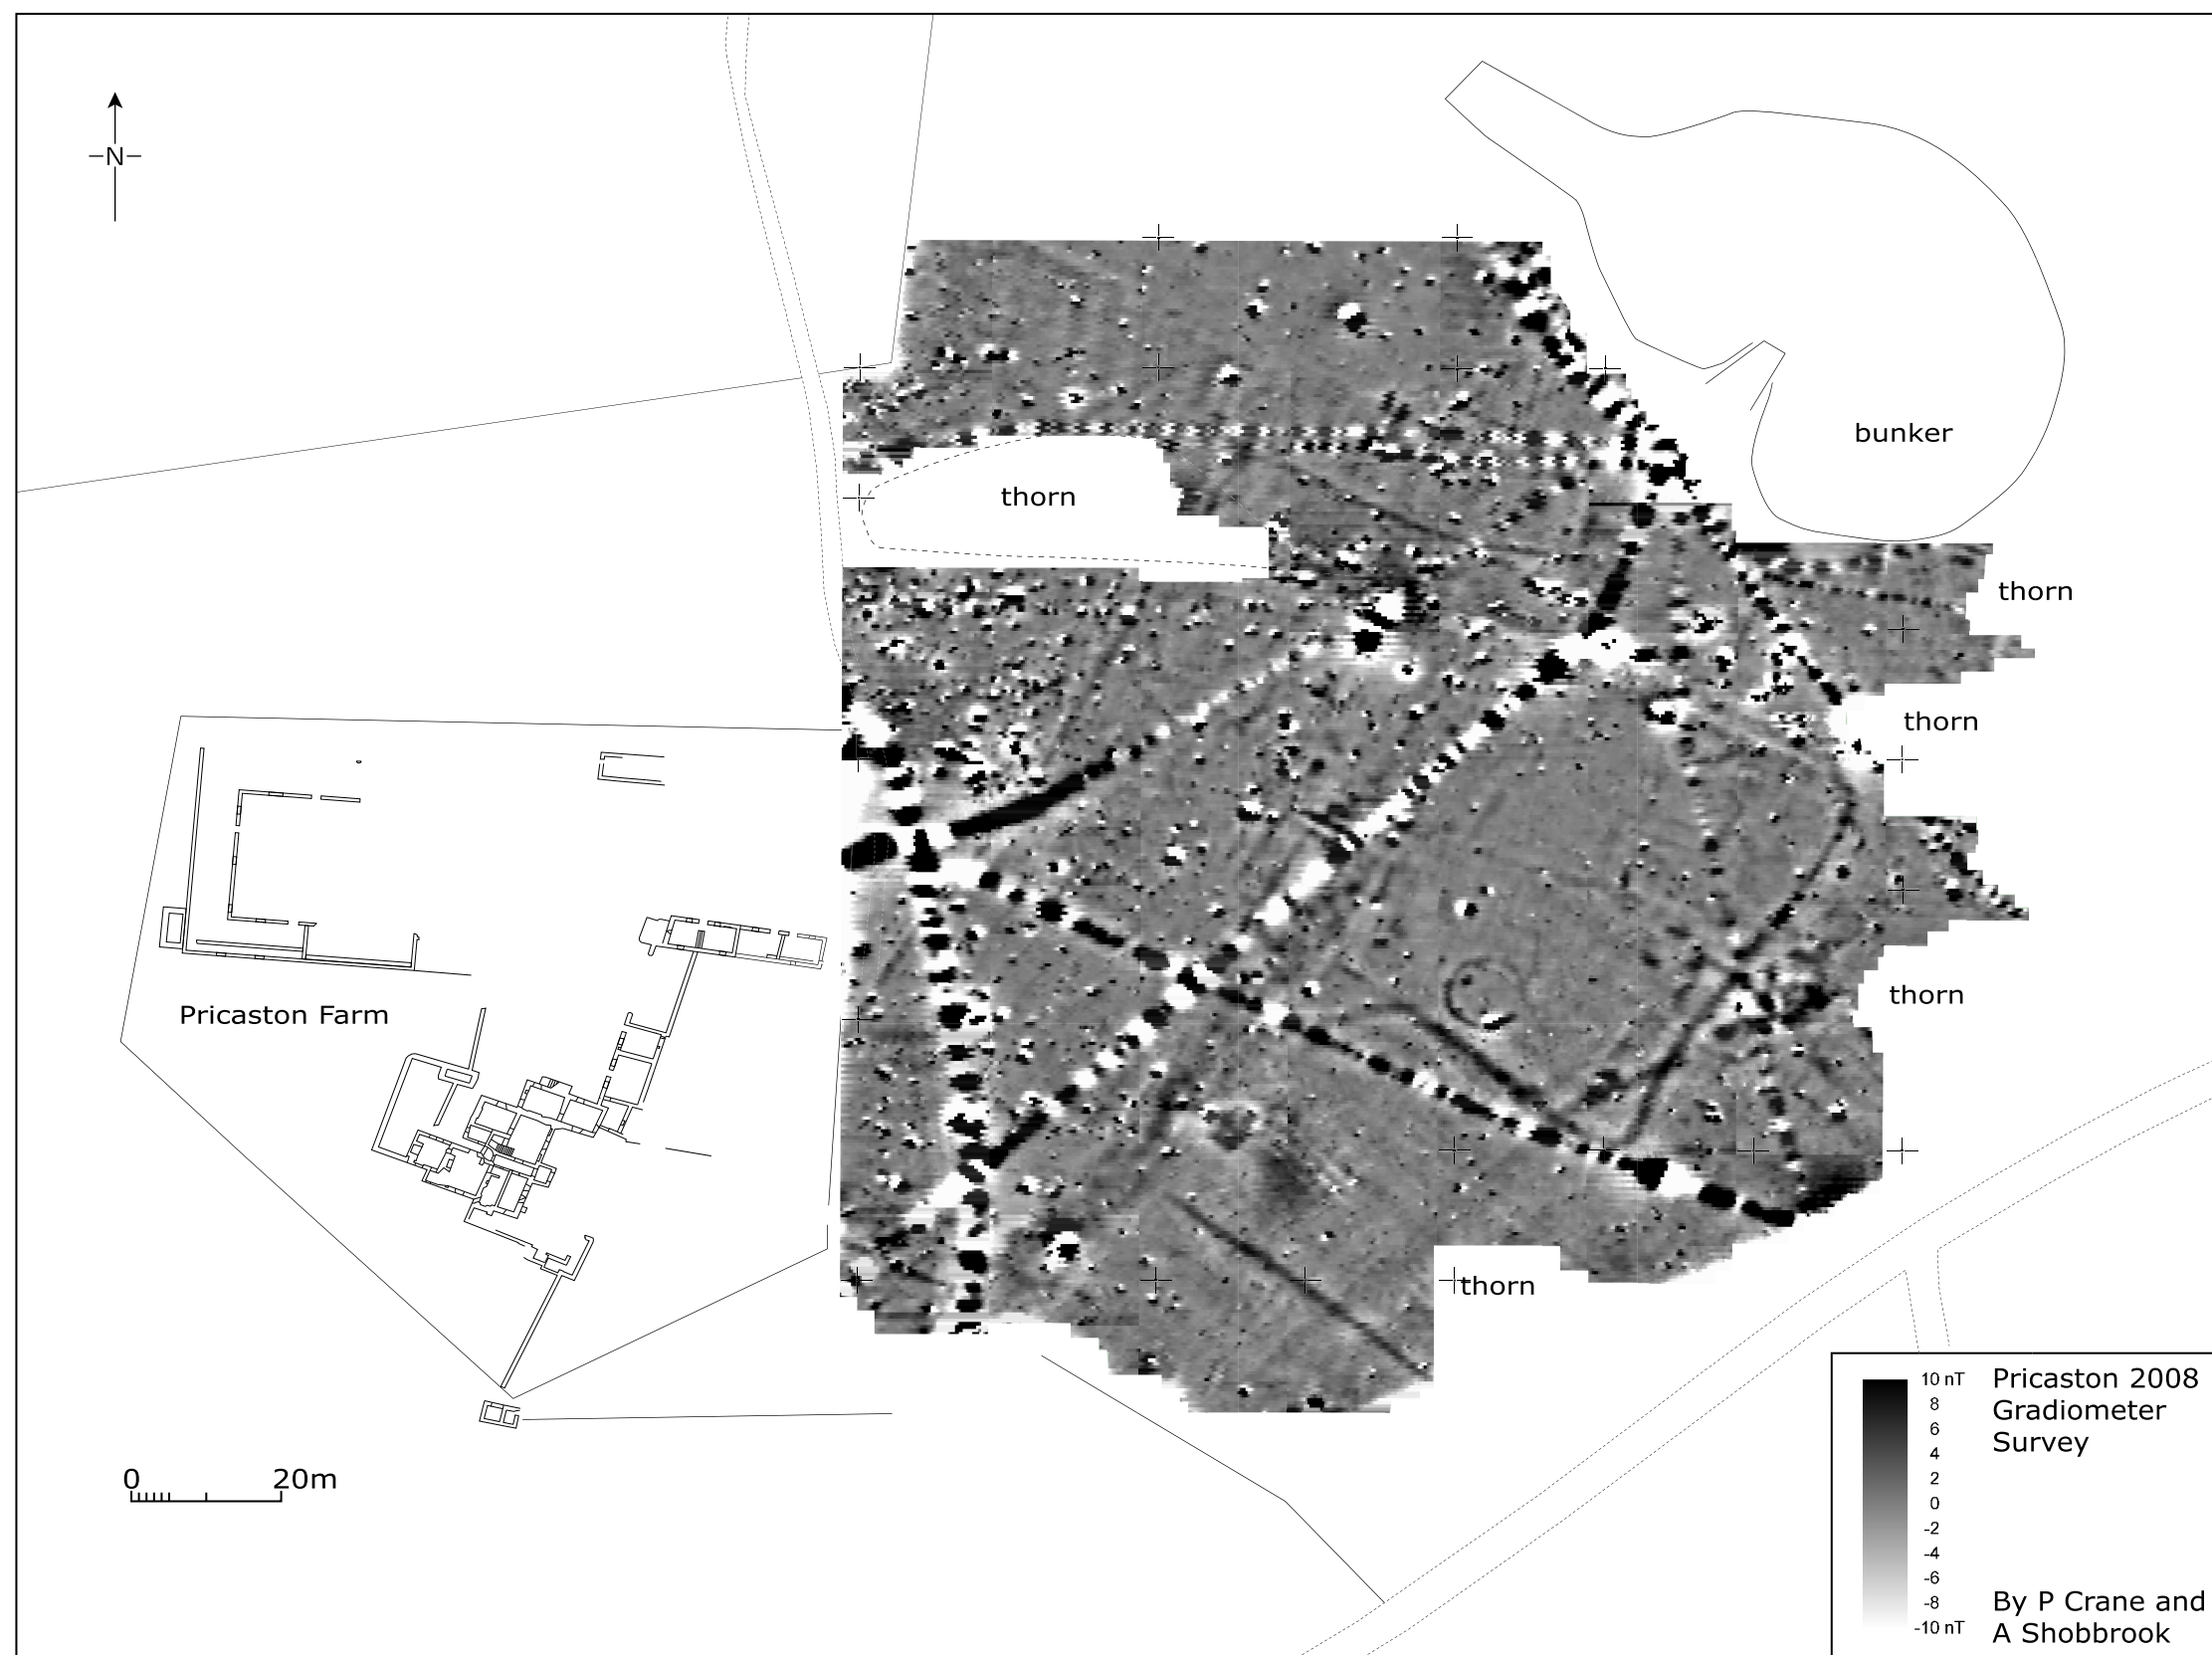 N
bunker
thorn
thorn
thorn
thorn
Pricaston Farm
thorn
0 20m
10 nT
8
6
4
2
0
-2
-4
-6
-8
-10 nT
Pricaston 2008
Gradiometer
Survey
By P Crane and
A Shobbrook